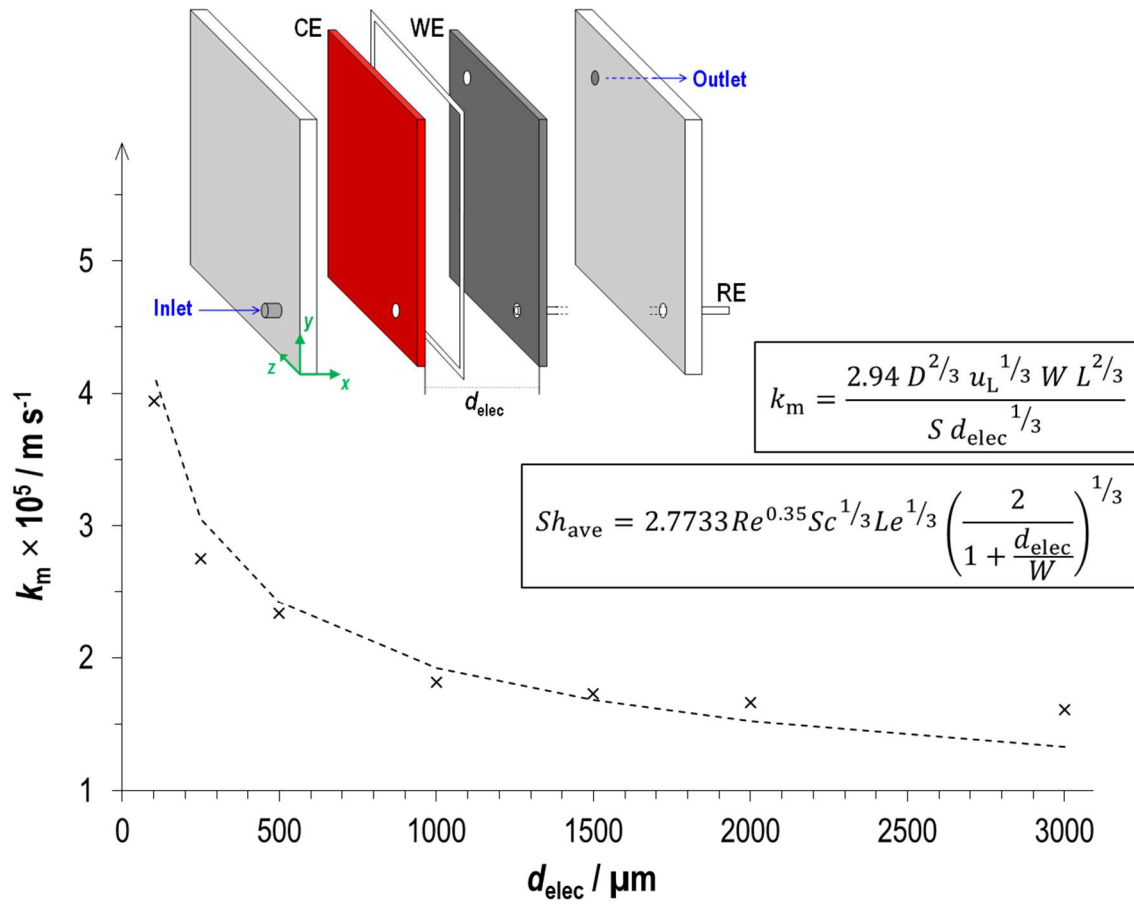 CE
WE
Outlet
Inlet
RE
y
z
x
d_elec
k_m = 2.94 D^{2/3} u_L^{1/3} W L^{2/3} / S d_elec^{1/3}
Sh_ave = 2.7733 Re^{0.35} Sc^{1/3} Le^{1/3} (2 / (1 + d_elec / W))^{1/3}
k_m × 10^5 / m s^-1
5
4
3
2
1
0 500 1000 1500 2000 2500 3000
d_elec / µm